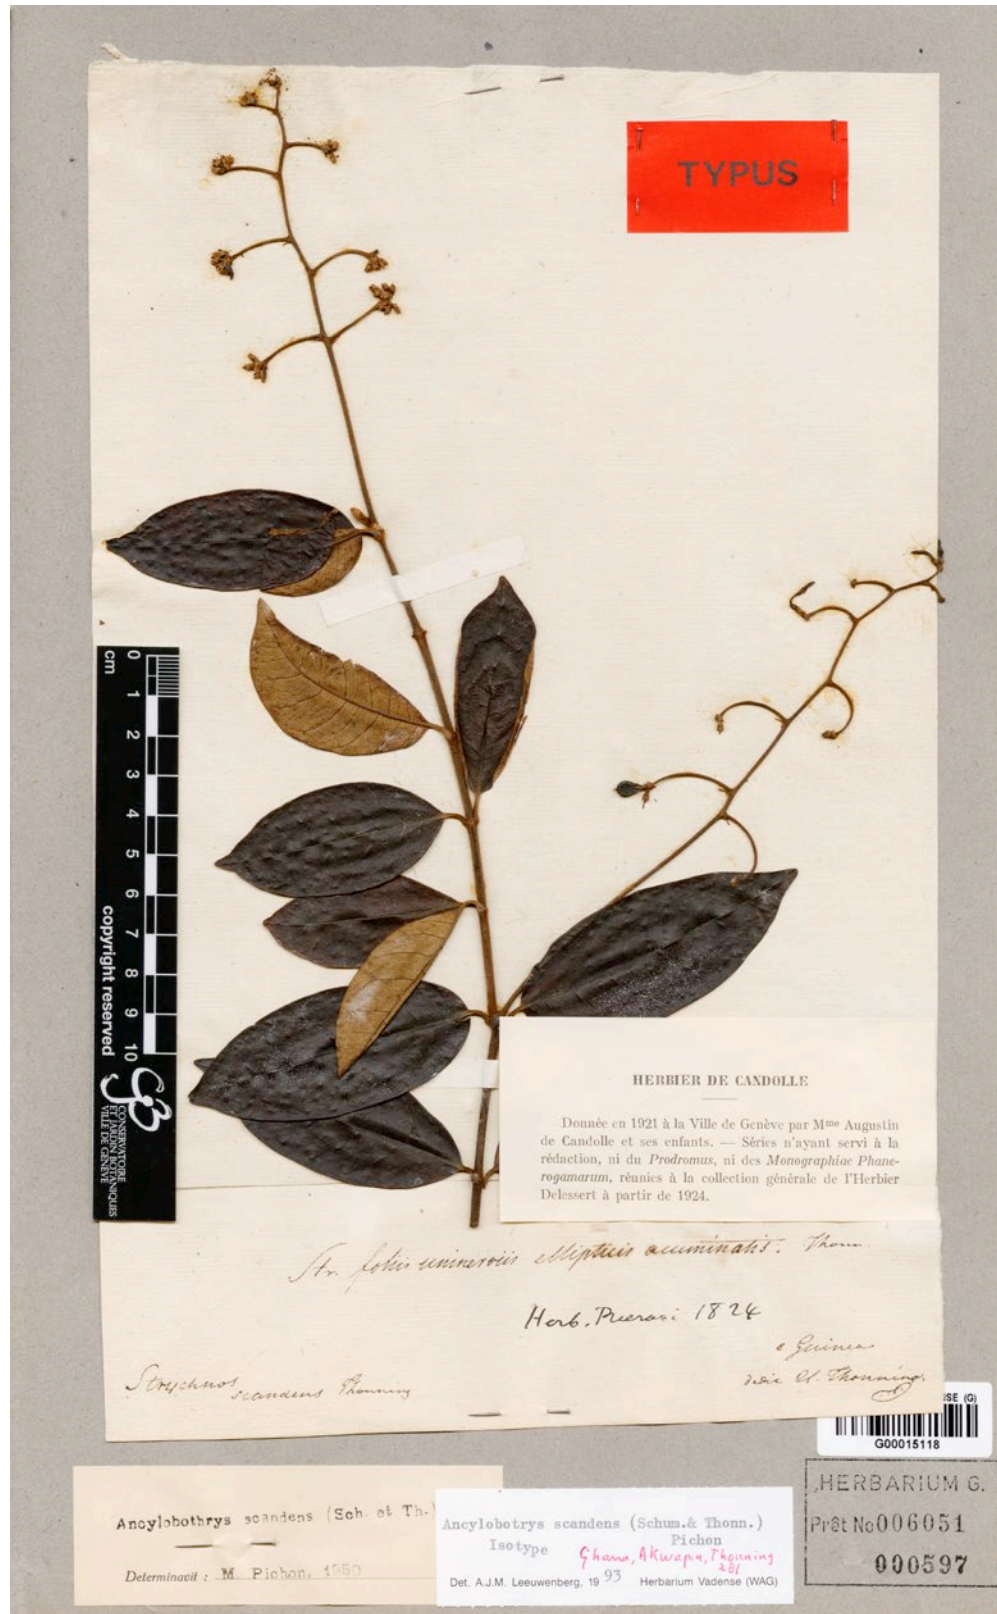 TYPUS
cm
0
1
2
3
4
5
6
7
8
9
10
copyright reserved
CONSERVATOIRE
ET JARDIN BOTANIQUES
VILLE DE GENÈVE
HERBIER DE CANDOLLE
Donnée en 1921 à la Ville de Genève par Mme Augustin
de Candolle et ses enfants. — Séries n'ayant servi à la
rédaction, ni du Prodromus, ni des Monographiae Phane-
rogamarum, réunies à la collection générale de l'Herbier
Delessert à partir de 1924.
Str. foliis uninerviis ellipticis acuminatis. Thonn
Herb. Puerari 1824
e Guinea
dedit Thonning.
Strychnos
scandens Thonning
SE (G)
G00015118
HERBARIUM G.
Prêt No 006051
000597
Ancylobothrys scandens (Sch. et Th.)
Determinavit : M Pichon, 1950
Ancylobotrys scandens (Schum.& Thonn.)
Pichon
Isotype
Ghana, Akwapin, Thonning
Det. A.J.M. Leeuwenberg, 1993 Herbarium Vadense (WAG)